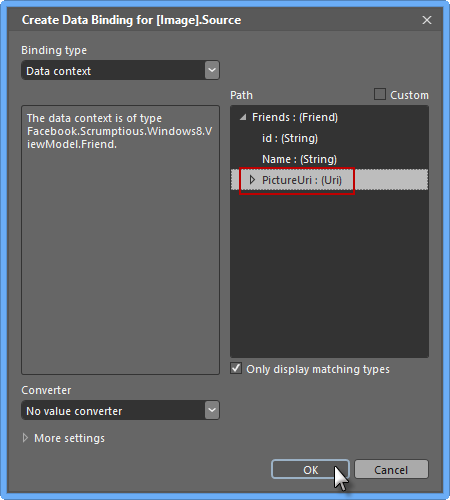 Create Data Binding for [Image].Source
Binding type
Data context
The data context is of type
Facebook.Scrumptious.Windows8.V
iewModel.Friend.
Path
Custom
Friends : (Friend)
id : (String)
Name : (String)
PictureUri : (Uri)
Only display matching types
Converter
No value converter
More settings
OK
Cancel